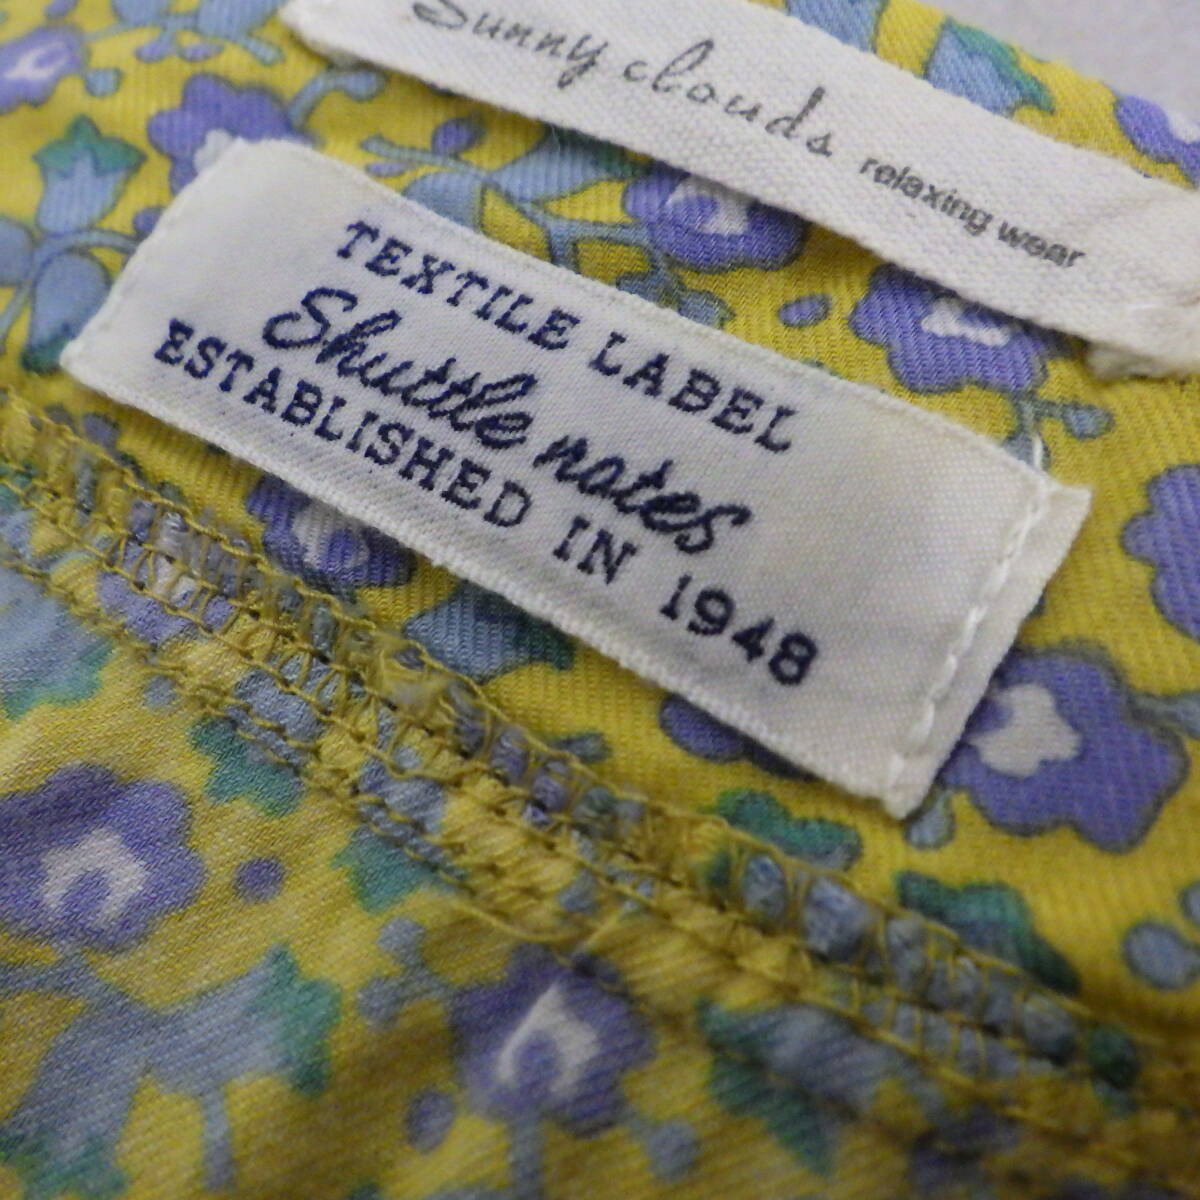 Sunny clouds relaxing wear
TEXTILE LABEL
Shuttle notes
ESTABLISHED IN 1948